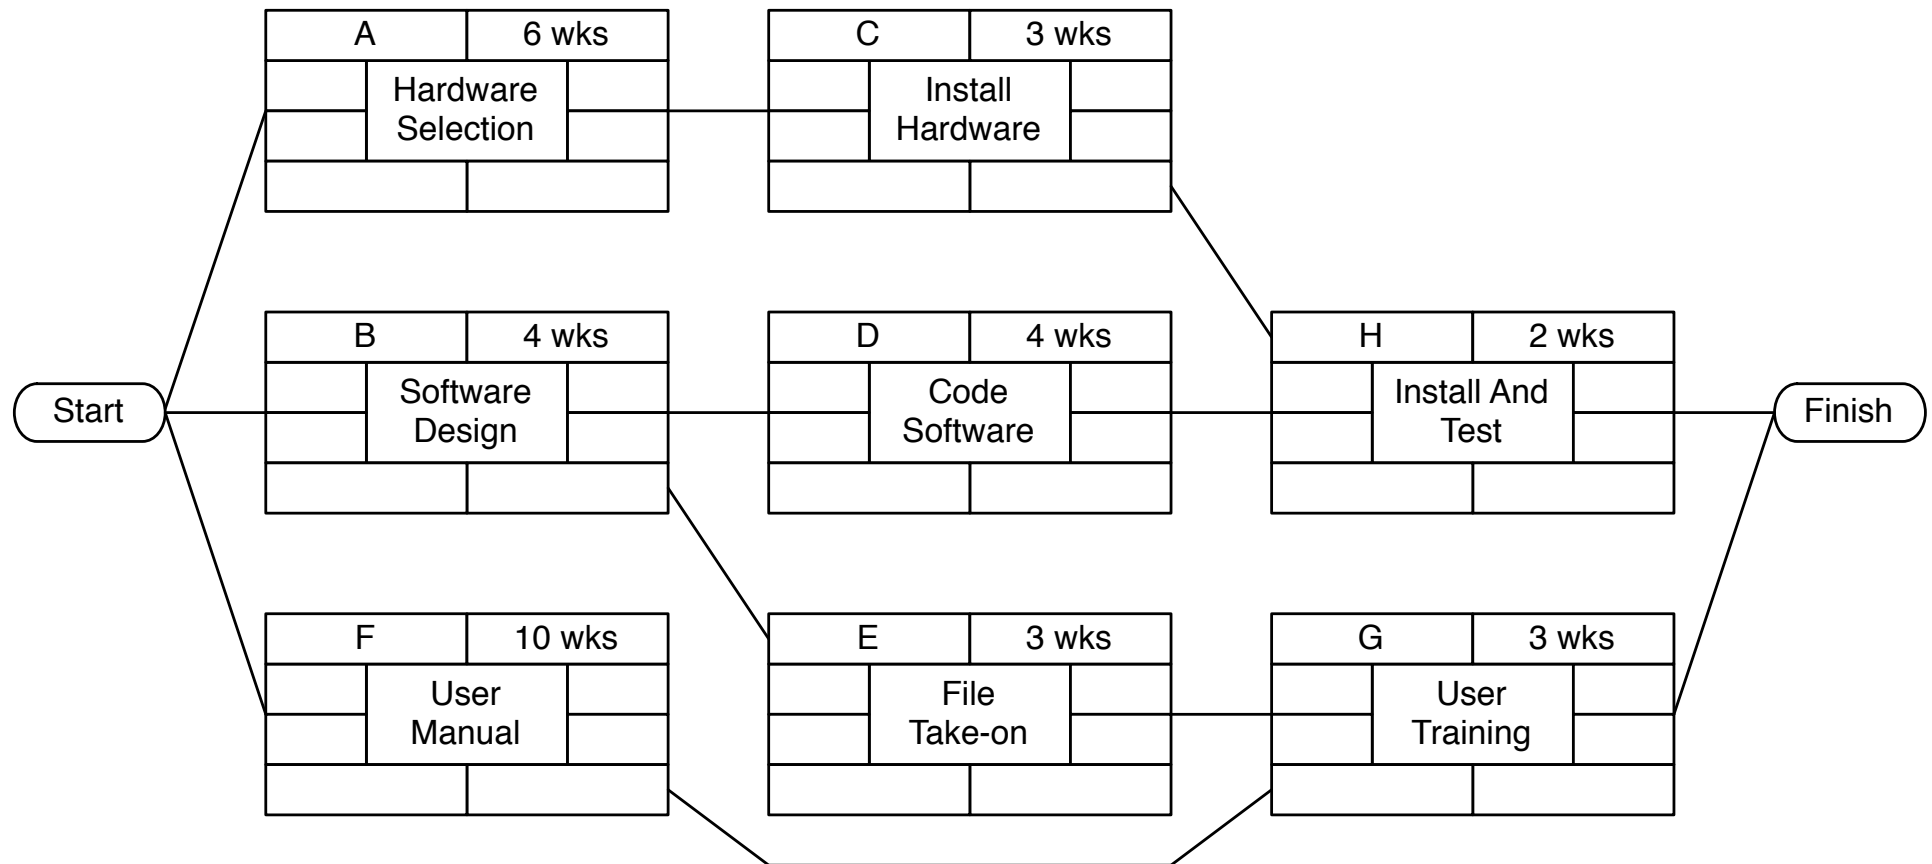 A 6 wks
Hardware
Selection
C 3 wks
Install
Hardware
Start
B 4 wks
Software
Design
D 4 wks
Code
Software
H 2 wks
Install And
Test
Finish
F 10 wks
User
Manual
E 3 wks
File
Take-on
G 3 wks
User
Training